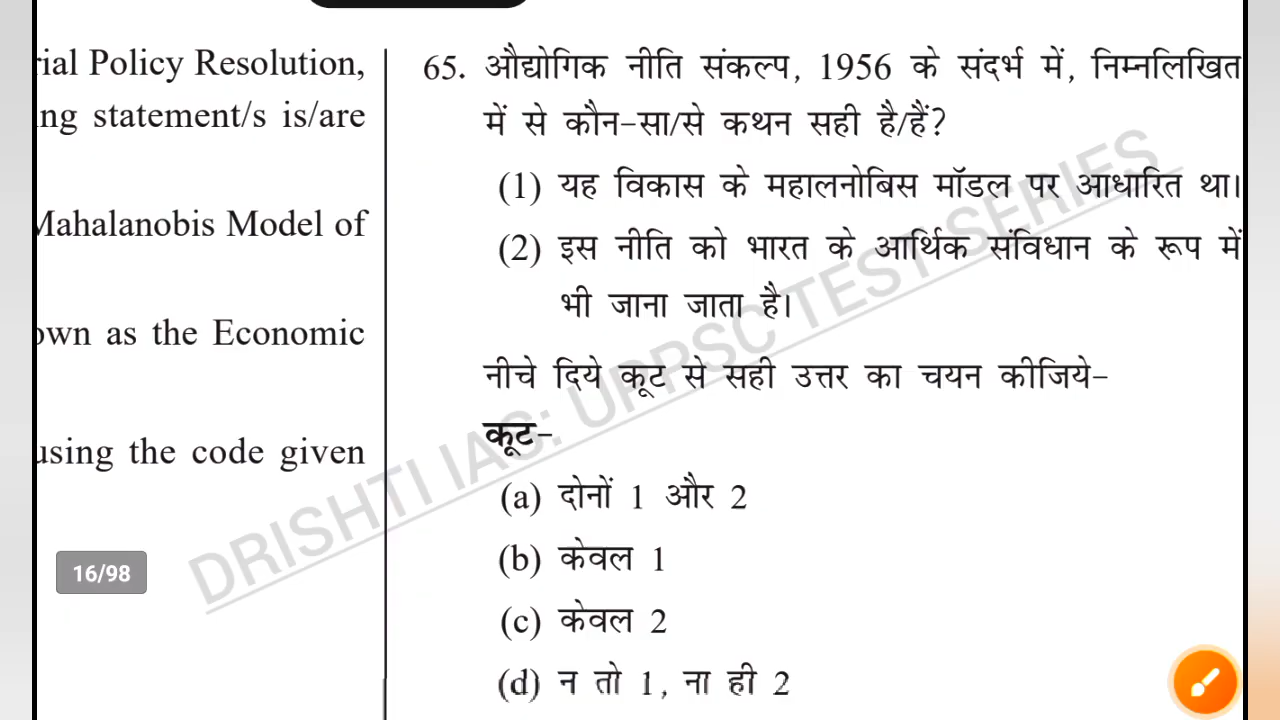 rial Policy Resolution,
ing statement/s is/are
Mahalanobis Model of
own as the Economic
using the code given
16/98
65. औद्योगिक नीति संकल्प, 1956 के संदर्भ में, निम्नलिखित
में से कौन-सा/से कथन सही है/हैं?
(1) यह विकास के महालनोबिस मॉडल पर आधारित था।
(2) इस नीति को भारत के आर्थिक संविधान के रूप में
भी जाना जाता है।
नीचे दिये कूट से सही उत्तर का चयन कीजिये-
कूट-
(a) दोनों 1 और 2
(b) केवल 1
(c) केवल 2
(d) न तो 1, ना ही 2
DRISHTI IAS: UPPSC TEST SERIES